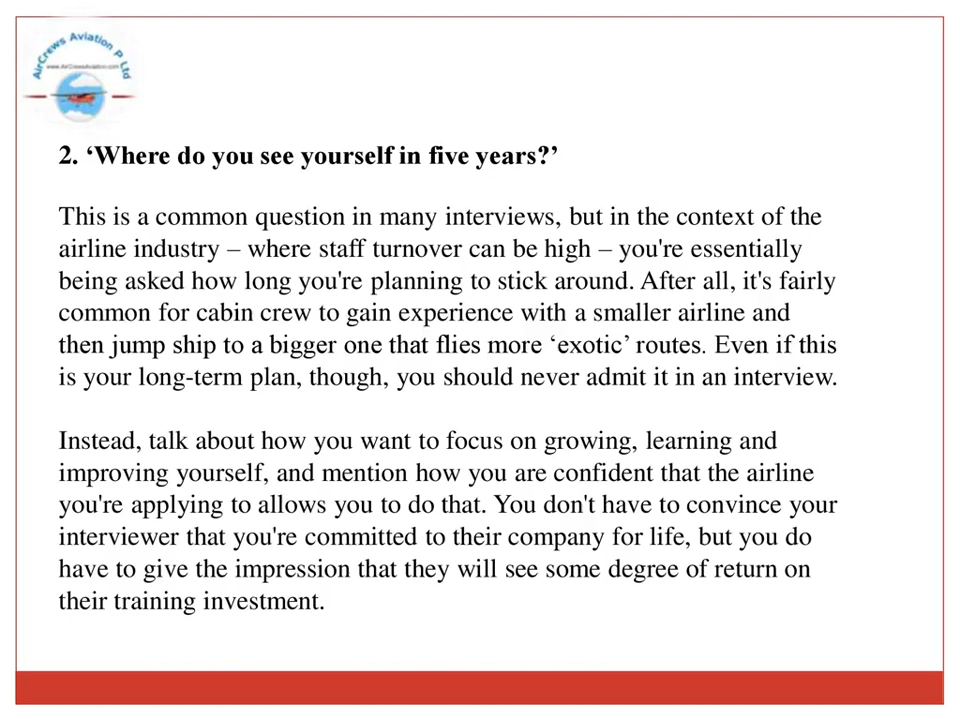 AirCrews Aviation P Ltd
www.AirCrewsAviation.com
2. ‘Where do you see yourself in five years?’
This is a common question in many interviews, but in the context of the
airline industry – where staff turnover can be high – you're essentially
being asked how long you're planning to stick around. After all, it's fairly
common for cabin crew to gain experience with a smaller airline and
then jump ship to a bigger one that flies more ‘exotic’ routes. Even if this
is your long-term plan, though, you should never admit it in an interview.
Instead, talk about how you want to focus on growing, learning and
improving yourself, and mention how you are confident that the airline
you're applying to allows you to do that. You don't have to convince your
interviewer that you're committed to their company for life, but you do
have to give the impression that they will see some degree of return on
their training investment.